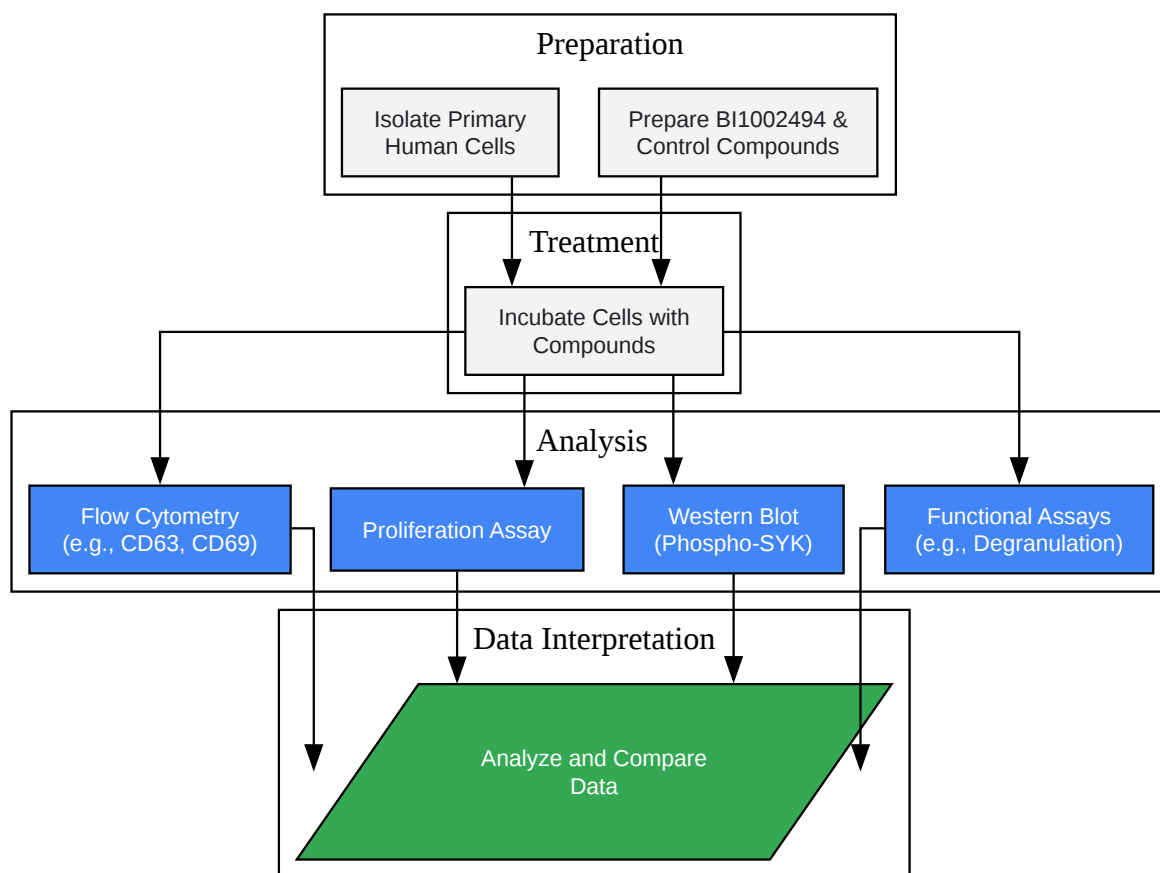 Preparation
Isolate Primary
Human Cells
Prepare BI1002494 &
Control Compounds
Treatment
Incubate Cells with
Compounds
Analysis
Flow Cytometry
(e.g., CD63, CD69)
Proliferation Assay
Western Blot
(Phospho-SYK)
Functional Assays
(e.g., Degranulation)
Data Interpretation
Analyze and Compare
Data